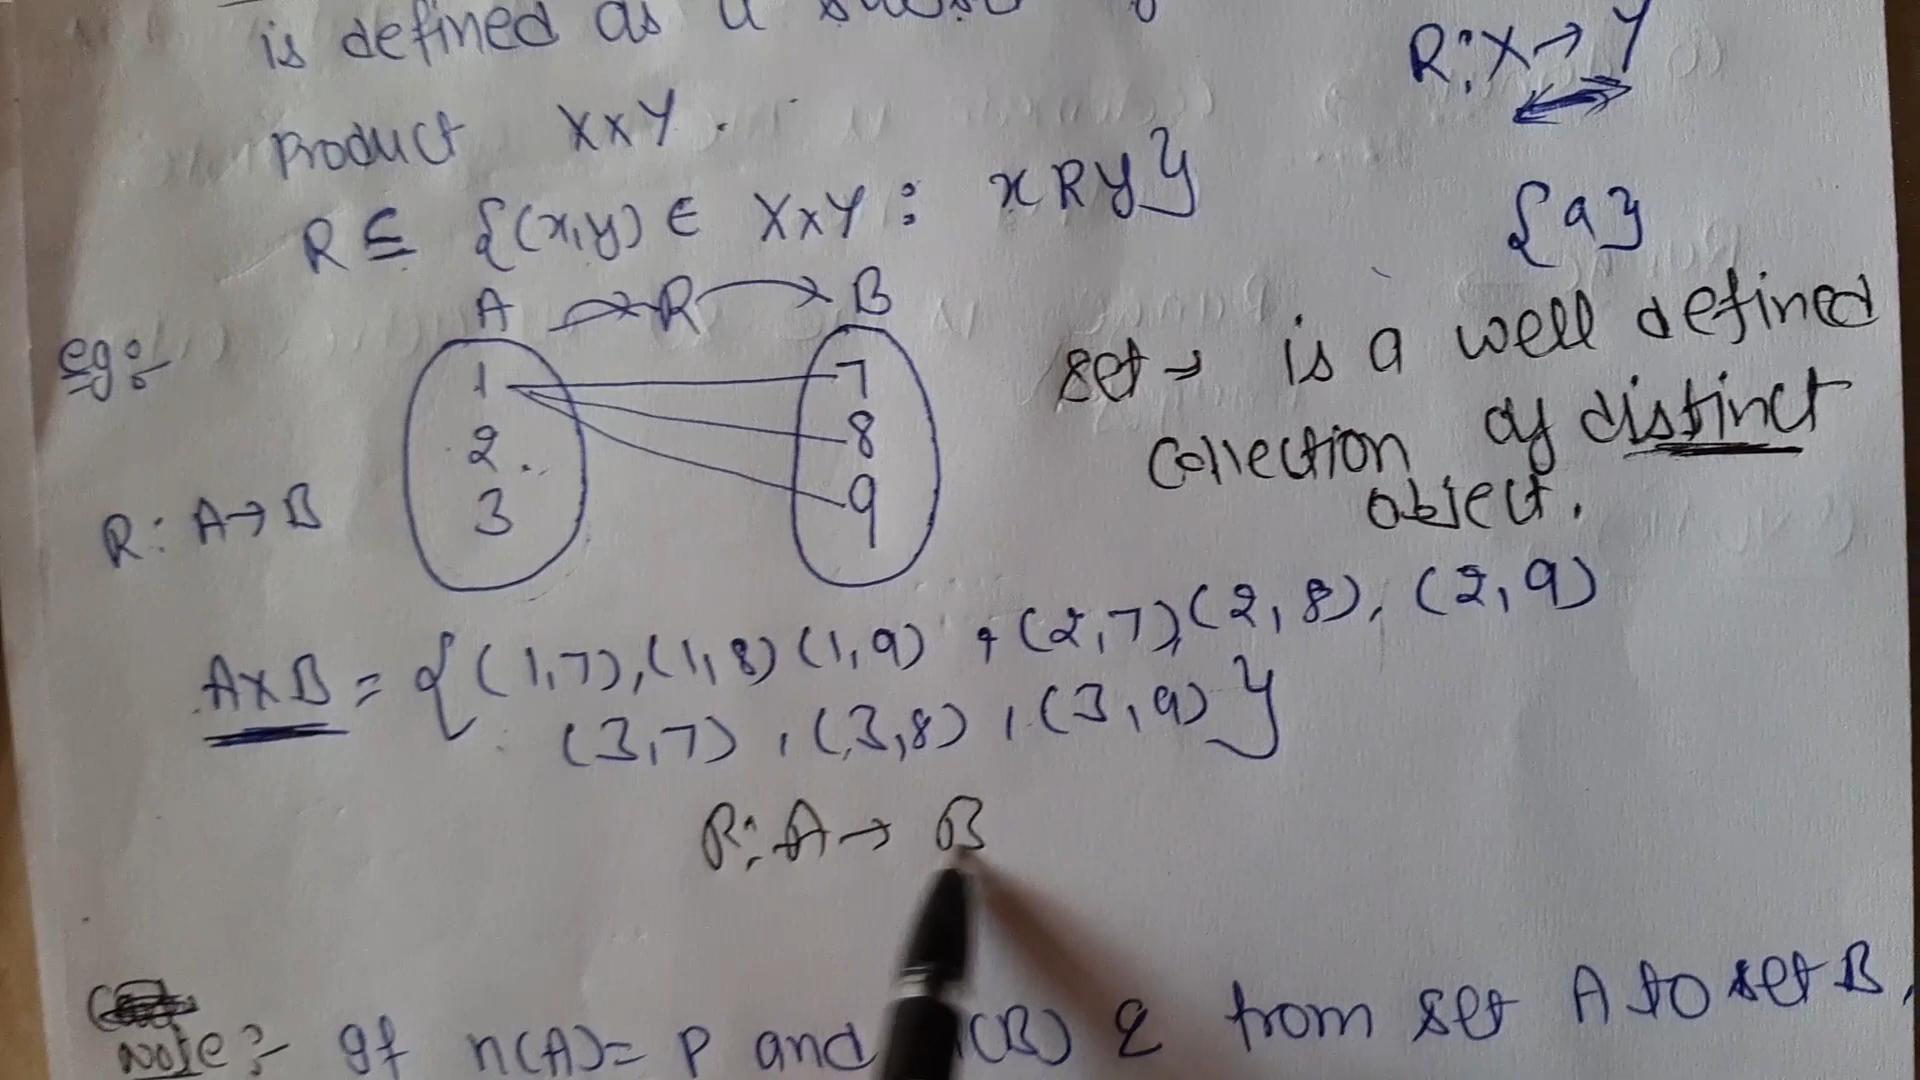 is defined as a
R: X → Y
Product X x Y .
R ⊆ {(x,y) ∈ X x Y : x R y}
{a}
A → R → B
eg:-
1 7
2 8
3 9
R: A → B
set → is a well defined
collection of distinct
object.
A x B = {(1,7), (1,8) (1,9) , (2,7), (2,8), (2,9)
(3,7), (3,8), (3,9)}
R: A → B
Note :- If n(A) = P and (B) from set A to set B,